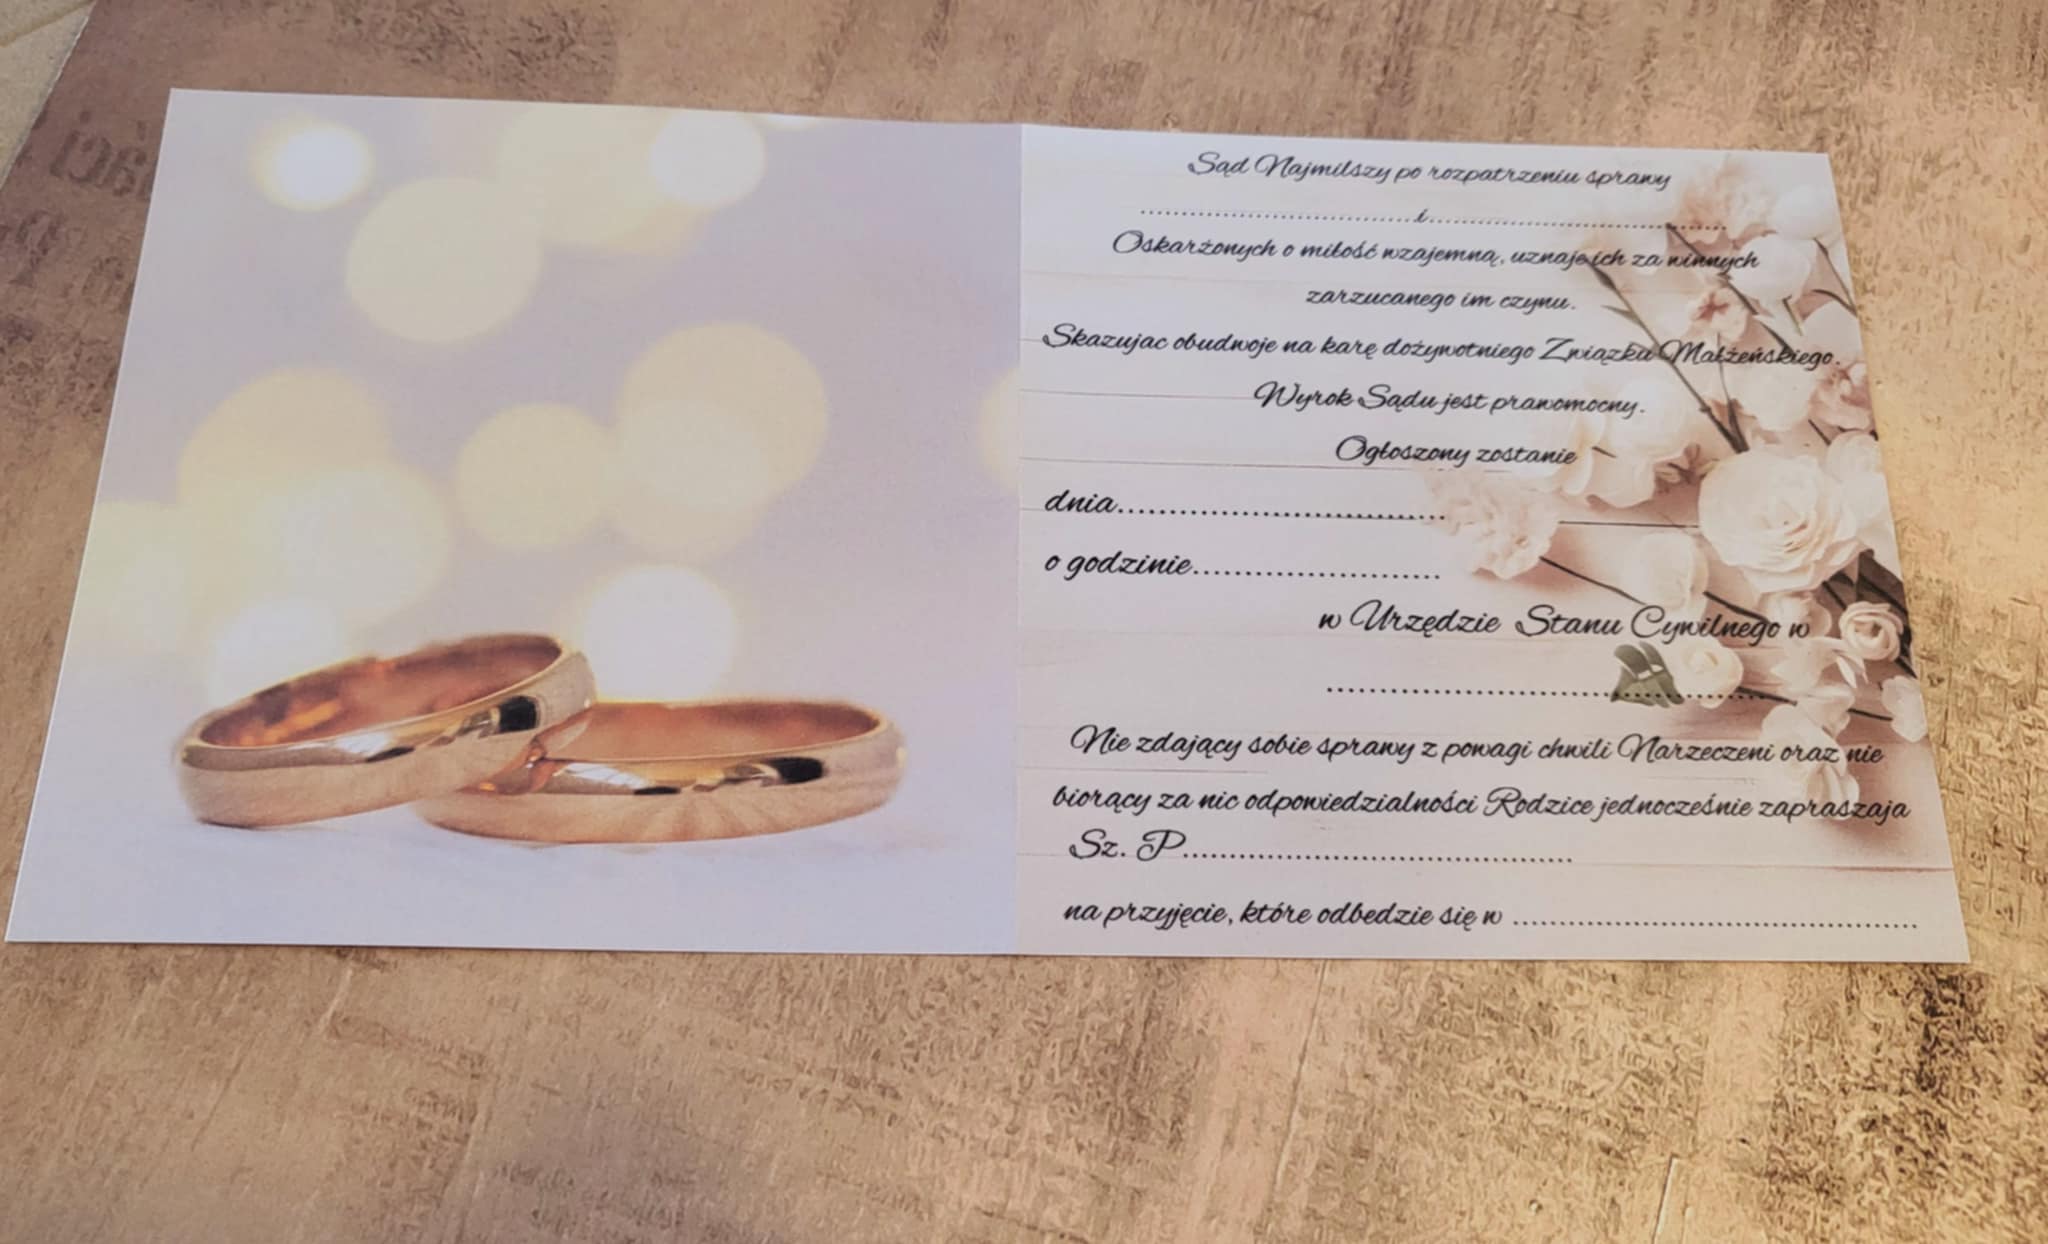 Sąd Najmilszy po rozpatrzeniu sprawy
..................................i......................................
Oskarżonych o miłość wzajemną, uznaje ich za winnych
zarzucanego im czynu.
Skazujac obudwoje na karę dożywotniego Związku Małżeńskiego.
Wyrok Sądu jest prawomocny.
Ogłoszony zostanie
dnia................................
o godzinie........................
w Urzędzie Stanu Cywilnego w
..................................................
Nie zdający sobie sprawy z powagi chwili Narzeczeni oraz nie
biorący za nic odpowiedzialności Rodzice jednocześnie zapraszaja
Sz. P.......................................
na przyjęcie, które odbedzie się w ........................................